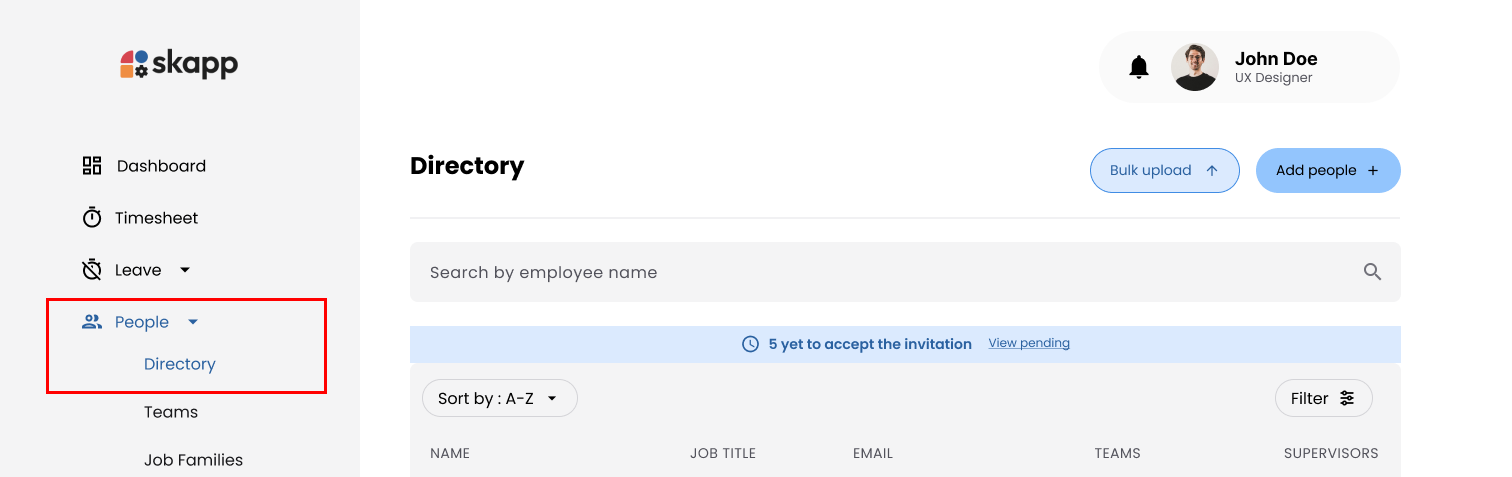 skapp
Dashboard
Timesheet
Leave
People
Directory
Teams
Job Families
John Doe
UX Designer
Directory
Bulk upload
Add people +
Search by employee name
5 yet to accept the invitation View pending
Sort by : A-Z
Filter
NAME JOB TITLE EMAIL TEAMS SUPERVISORS